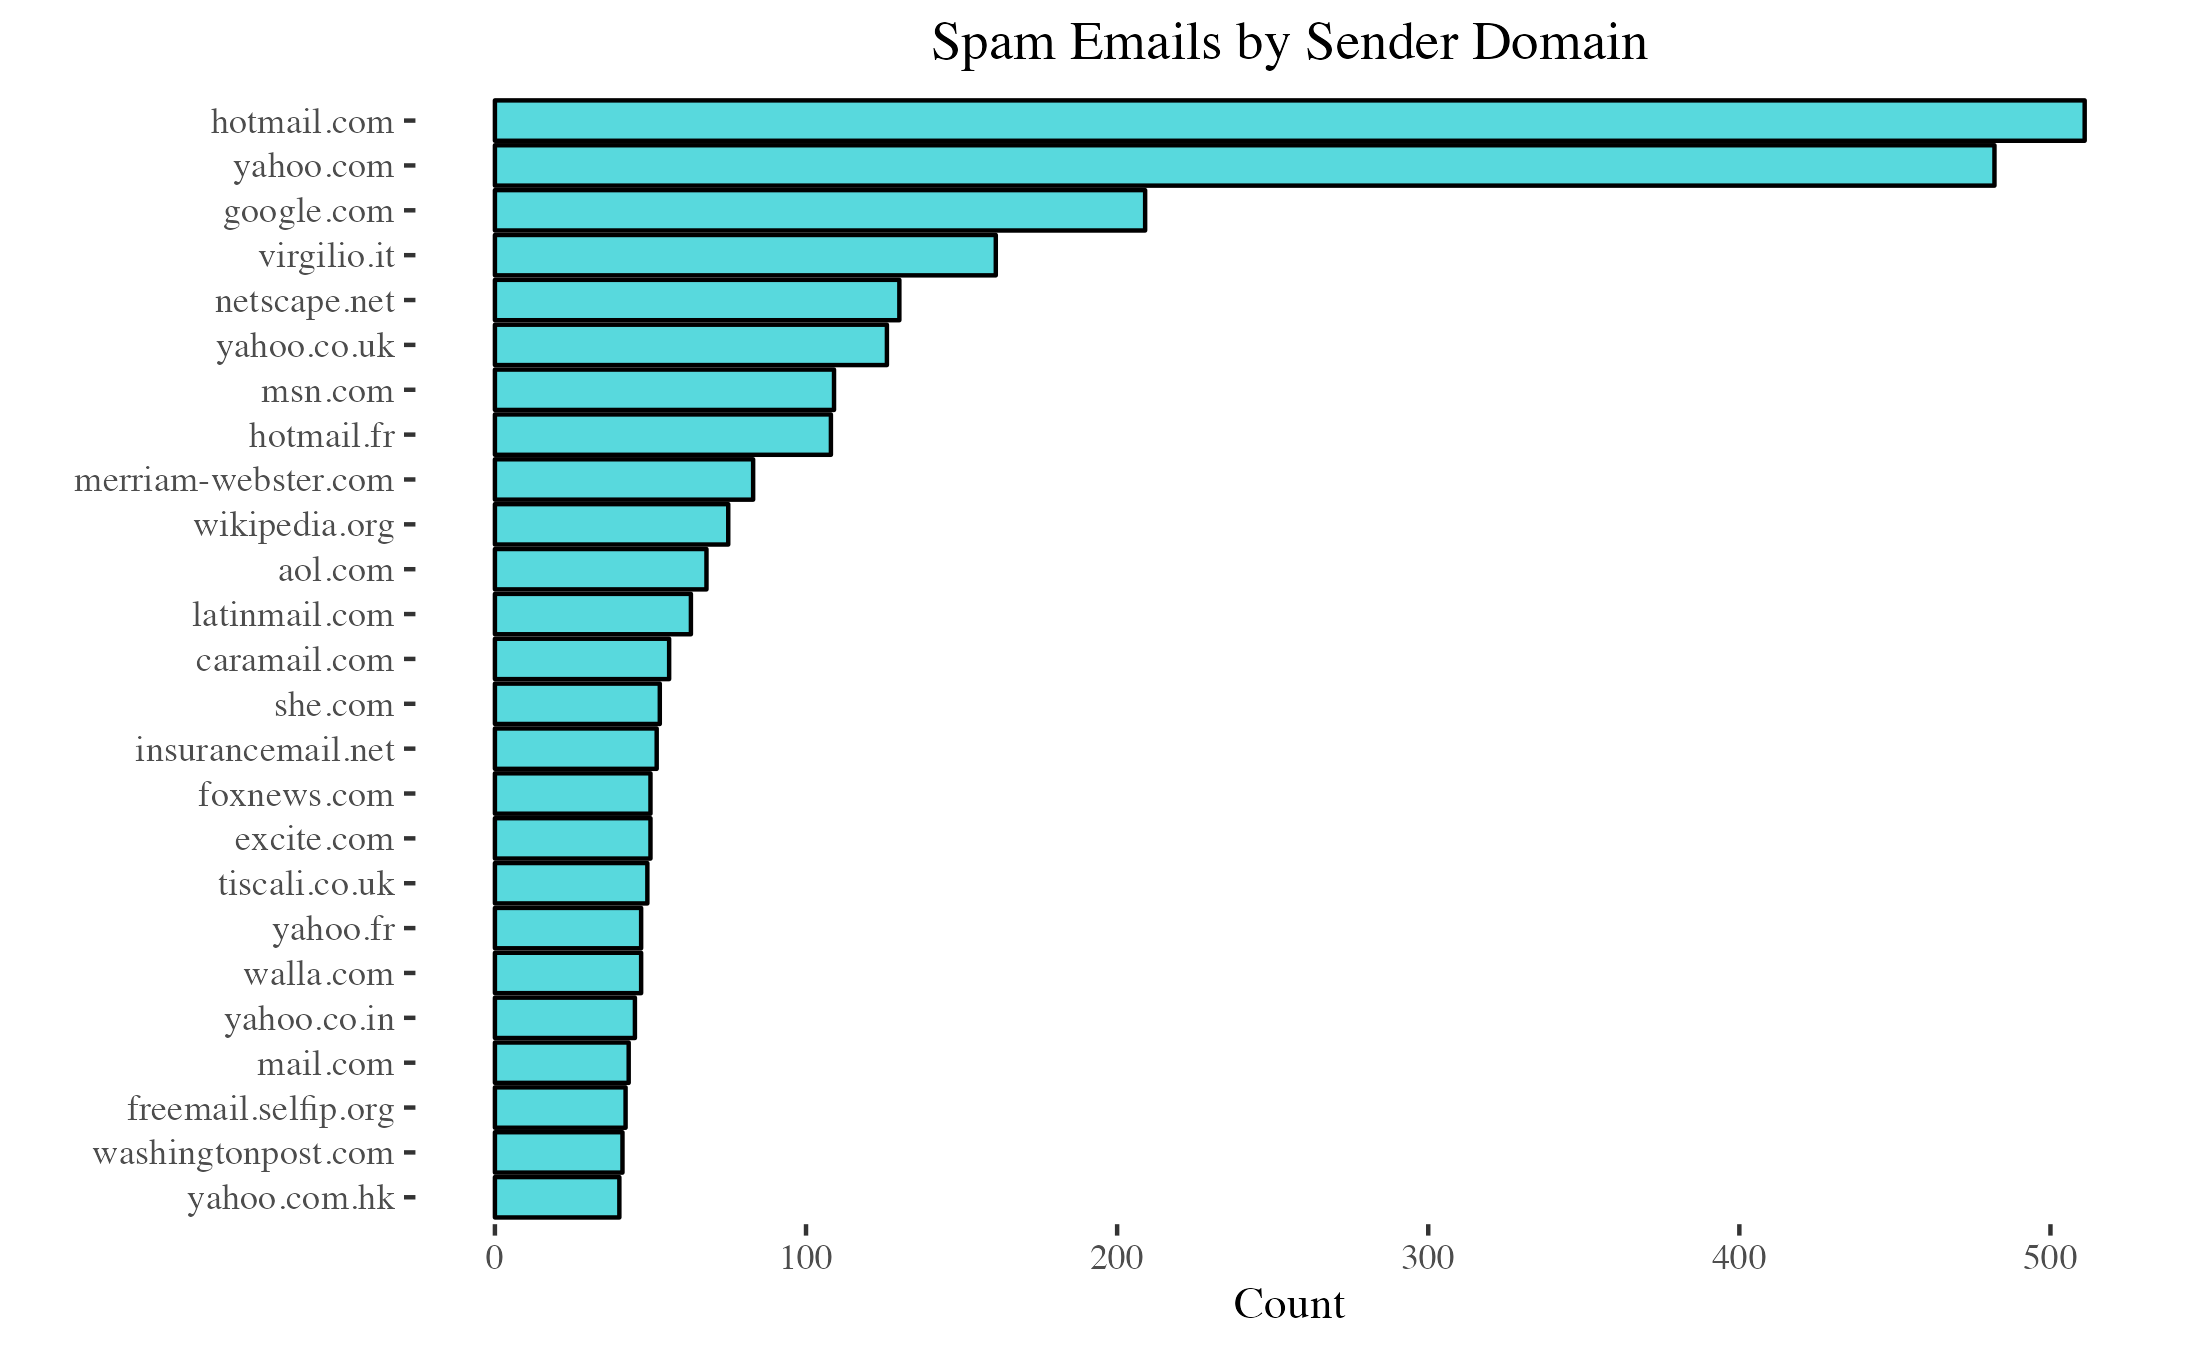 Spam Emails by Sender Domain
hotmail.com
yahoo.com
google.com
virgilio.it
netscape.net
yahoo.co.uk
msn.com
hotmail.fr
merriam-webster.com
wikipedia.org
aol.com
latinmail.com
caramail.com
she.com
insurancemail.net
foxnews.com
excite.com
tiscali.co.uk
yahoo.fr
walla.com
yahoo.co.in
mail.com
freemail.selfip.org
washingtonpost.com
yahoo.com.hk
0 100 200 300 400 500
Count